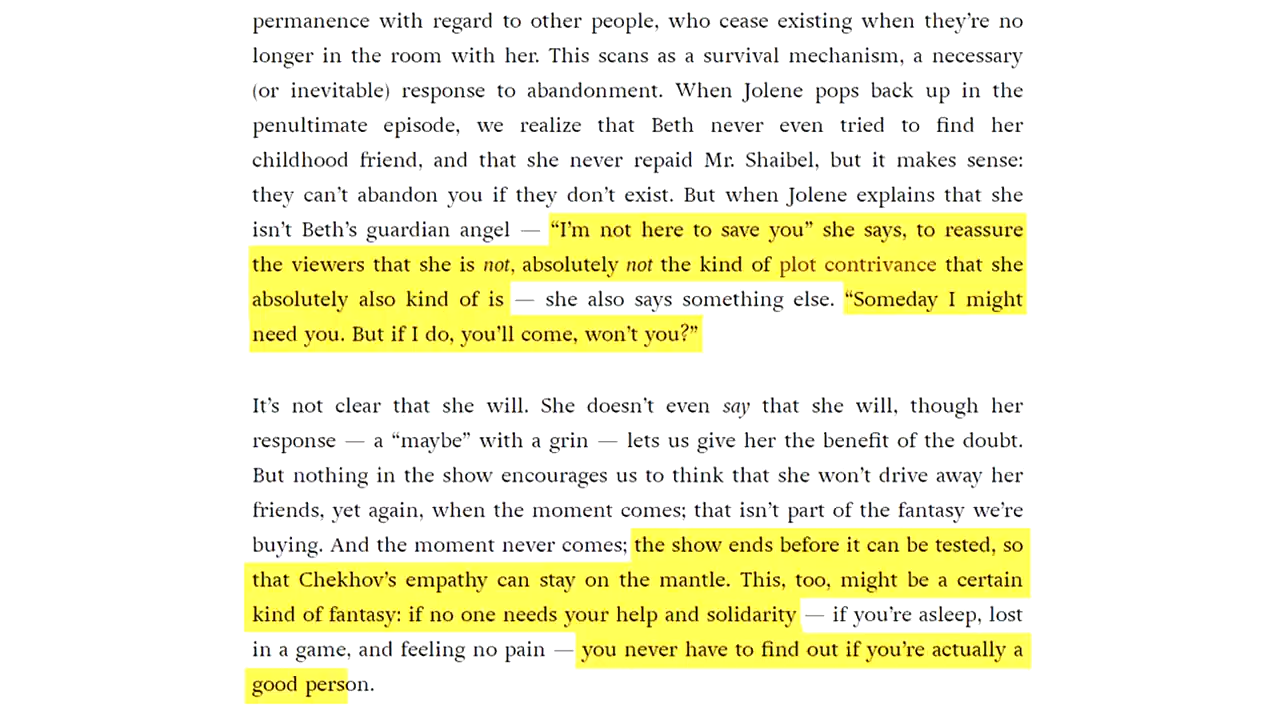 permanence with regard to other people, who cease existing when they’re no
longer in the room with her. This scans as a survival mechanism, a necessary
(or inevitable) response to abandonment. When Jolene pops back up in the
penultimate episode, we realize that Beth never even tried to find her
childhood friend, and that she never repaid Mr. Shaibel, but it makes sense:
they can’t abandon you if they don’t exist. But when Jolene explains that she
isn’t Beth’s guardian angel — “I’m not here to save you” she says, to reassure
the viewers that she is not, absolutely not the kind of plot contrivance that she
absolutely also kind of is — she also says something else. “Someday I might
need you. But if I do, you’ll come, won’t you?”
It’s not clear that she will. She doesn’t even say that she will, though her
response — a “maybe” with a grin — lets us give her the benefit of the doubt.
But nothing in the show encourages us to think that she won’t drive away her
friends, yet again, when the moment comes; that isn’t part of the fantasy we’re
buying. And the moment never comes; the show ends before it can be tested, so
that Chekhov’s empathy can stay on the mantle. This, too, might be a certain
kind of fantasy: if no one needs your help and solidarity — if you’re asleep, lost
in a game, and feeling no pain — you never have to find out if you’re actually a
good person.